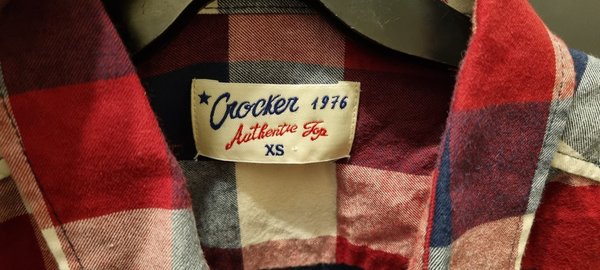 Crocker 1976
Authentic Top
XS